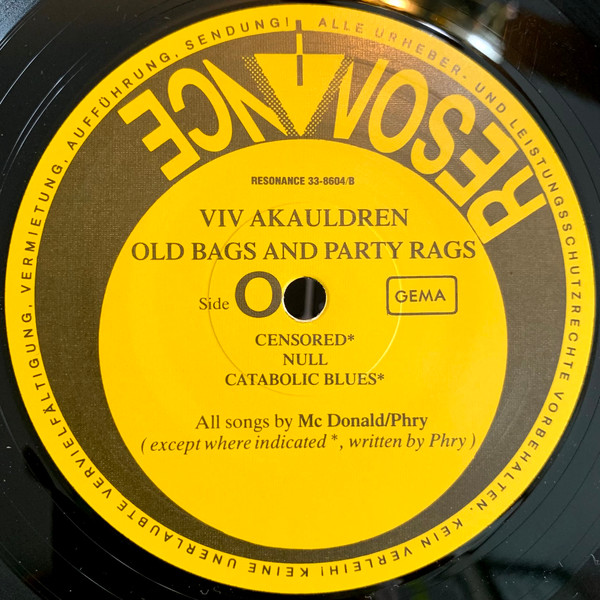 ALLE URHEBER- UND LEISTUNGSSCHUTZRECHTE VORBEHALTEN. KEIN VERLEIH! KEINE UNERLAUBTE VERVIELFÄLTIGUNG, VERMIETUNG, AUFFÜHRUNG, SENDUNG!
RESONANCE
RESONANCE 33-8604/B
VIV AKAULDREN
OLD BAGS AND PARTY RAGS
Side O
GEMA
CENSORED*
NULL
CATABOLIC BLUES*
All songs by Mc Donald/Phry
( except where indicated *, written by Phry )